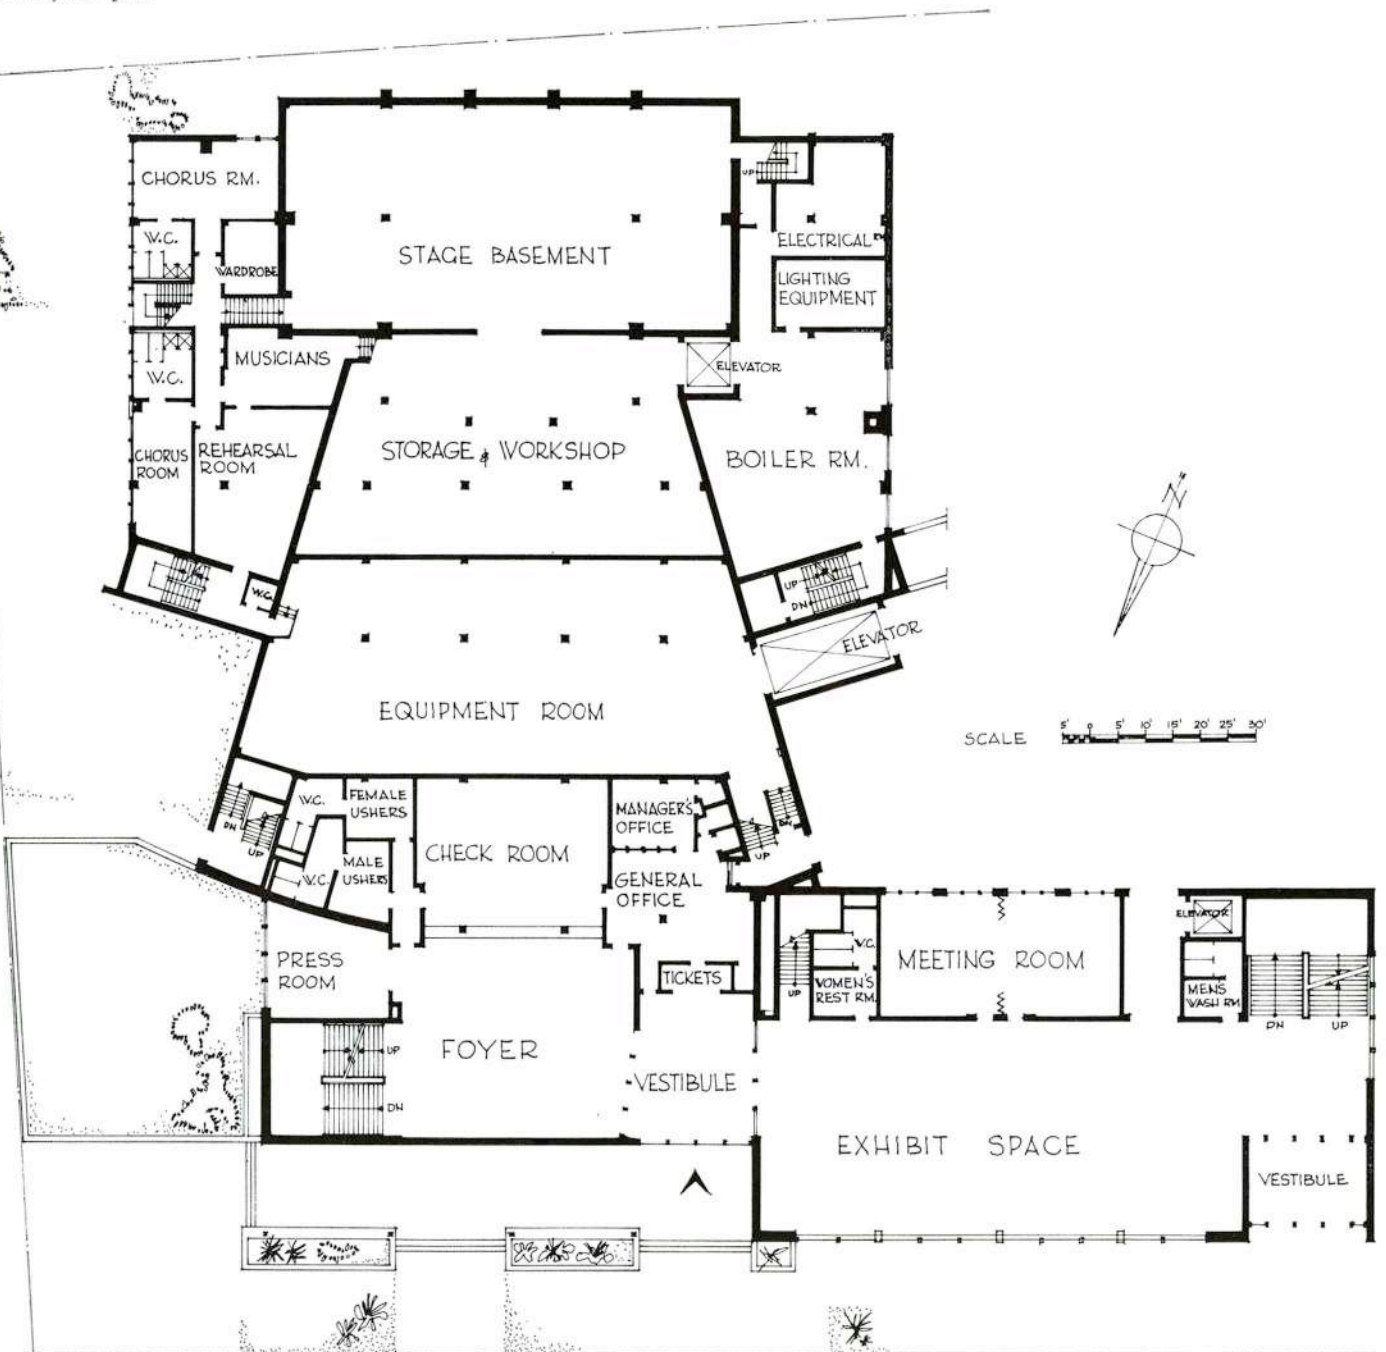 CHORUS RM.
W.C.
WARDROBE
STAGE BASEMENT
UP
ELECTRICAL
LIGHTING
EQUIPMENT
MUSICIANS
W.C.
ELEVATOR
CHORUS
ROOM
REHEARSAL
ROOM
STORAGE & WORKSHOP
BOILER RM.
N
W.C.
UP
DN
ELEVATOR
EQUIPMENT ROOM
SCALE
5' 0 5' 10' 15' 20' 25' 30'
DN
UP
W.C.
FEMALE
USHERS
MALE
USHERS
W.C.
CHECK ROOM
MANAGER'S
OFFICE
GENERAL
OFFICE
DN
UP
PRESS
ROOM
TICKETS
UP
W.C.
WOMEN'S
REST RM.
MEETING ROOM
ELEVATOR
MEN'S
WASH RM
DN
UP
FOYER
UP
DN
VESTIBULE
EXHIBIT SPACE
VESTIBULE